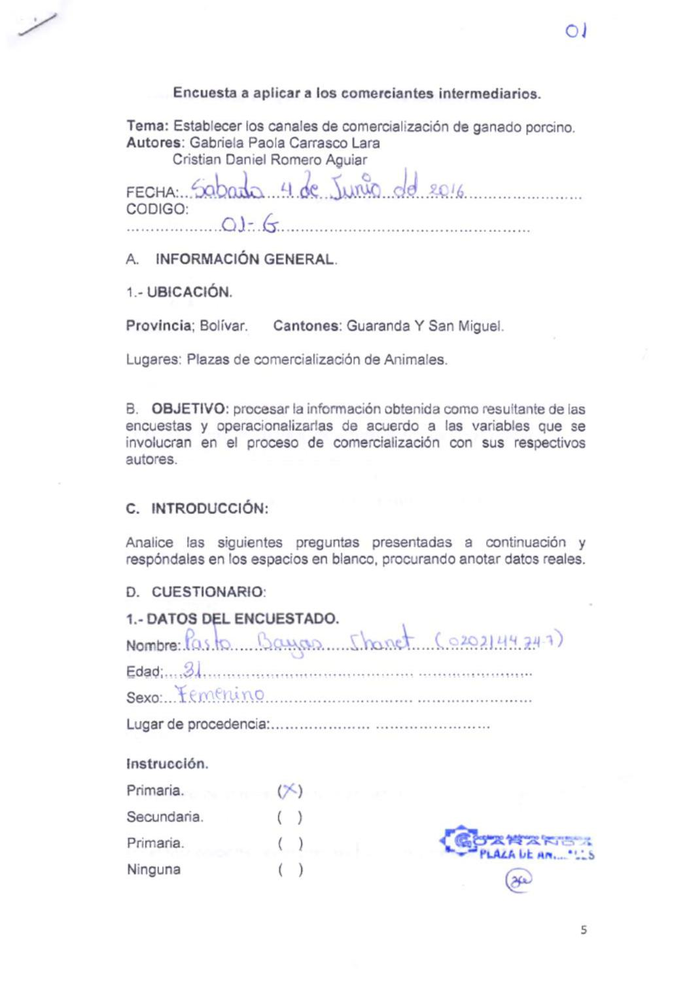 01
Encuesta a aplicar a los comerciantes intermediarios.
Tema: Establecer los canales de comercialización de ganado porcino.
Autores: Gabriela Paola Carrasco Lara
Cristian Daniel Romero Aguiar
FECHA:...Sabado 4 de Junio del 2016
CODIGO:
01-G
A. INFORMACIÓN GENERAL.
1.- UBICACIÓN.
Provincia; Bolívar. Cantones: Guaranda Y San Miguel.
Lugares: Plazas de comercialización de Animales.
B. OBJETIVO: procesar la información obtenida como resultante de las
encuestas y operacionalizarlas de acuerdo a las variables que se
involucran en el proceso de comercialización con sus respectivos
autores.
C. INTRODUCCIÓN:
Analice las siguientes preguntas presentadas a continuación y
respóndalas en los espacios en blanco, procurando anotar datos reales.
D. CUESTIONARIO:
1.- DATOS DEL ENCUESTADO.
Nombre: Pasto Bayas Shanet (020214474-7)
Edad: 31
Sexo: Femenino
Lugar de procedencia:
Instrucción.
Primaria. (X)
Secundaria. ( )
Primaria. ( )
Ninguna ( )
GUARANDA
PLAZA DE
5